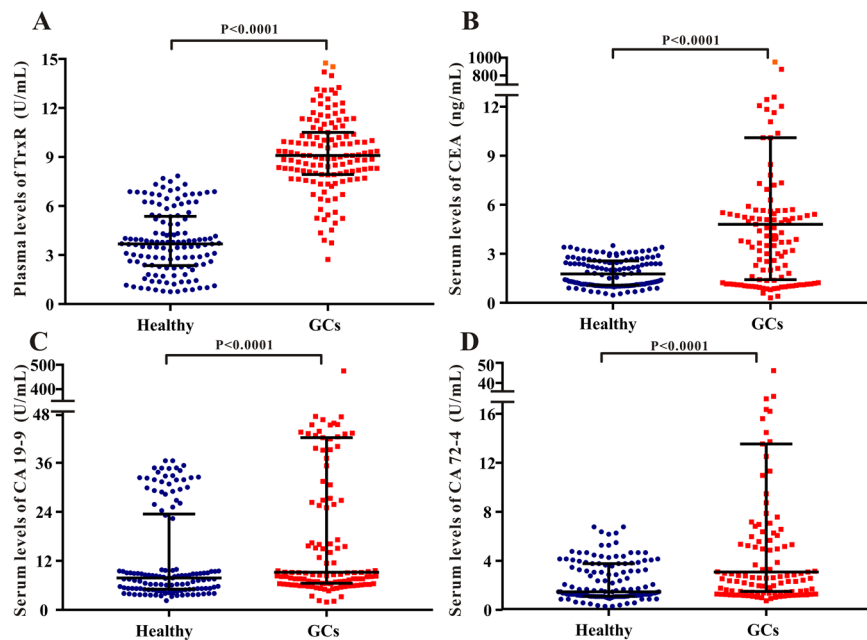 A
P<0.0001
Plasma levels of TrxR (U/mL)
15
12
9
6
3
0
Healthy
GCs
B
P<0.0001
Serum levels of CEA (ng/mL)
1000
800
12
9
6
3
0
Healthy
GCs
C
P<0.0001
Serum levels of CA 19-9 (U/mL)
500
400
48
36
24
12
0
Healthy
GCs
D
P<0.0001
Serum levels of CA 72-4 (U/mL)
50
40
16
12
8
4
0
Healthy
GCs